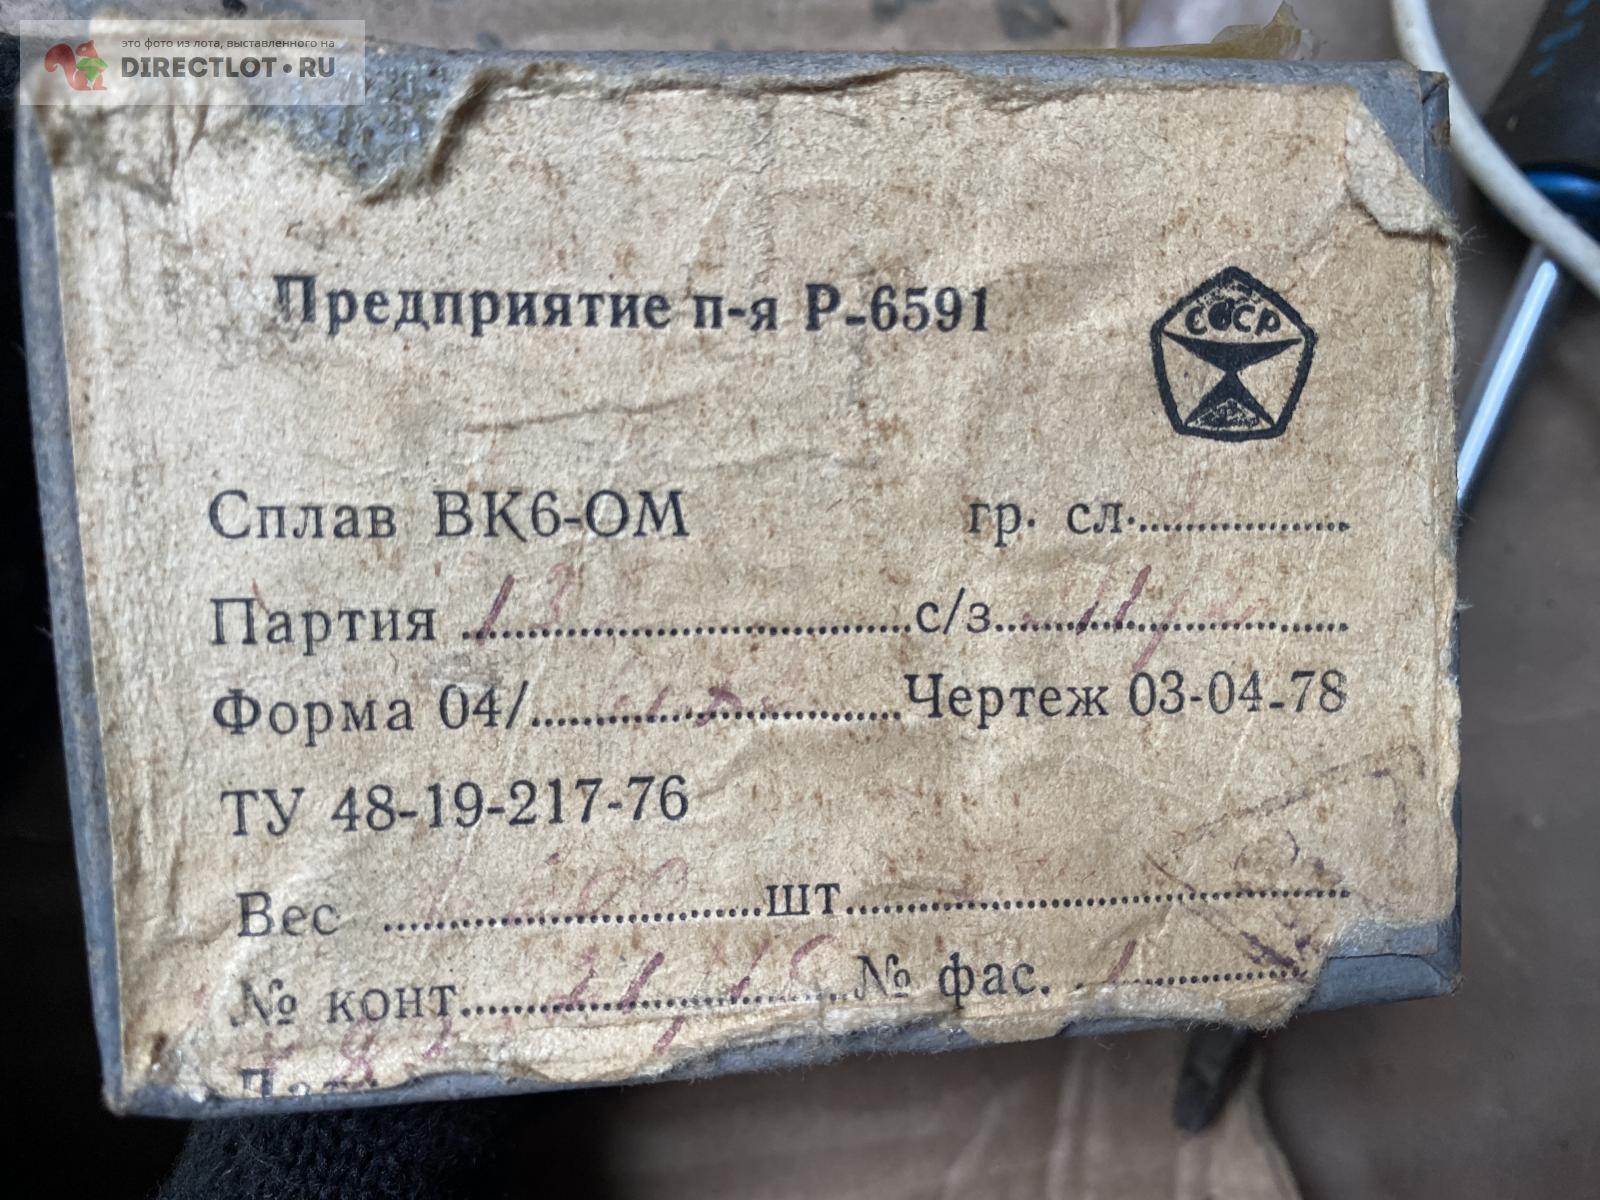 это фото из лота, выставленного на
DIRECTLOT.RU
Предприятие п-я Р-6591
СССР
Сплав ВК6-ОМ гр. сл.
Партия 13 с/з
Форма 04/ Чертеж 03-04-78
ТУ 48-19-217-76
Вес шт
№ конт. № фас. 1